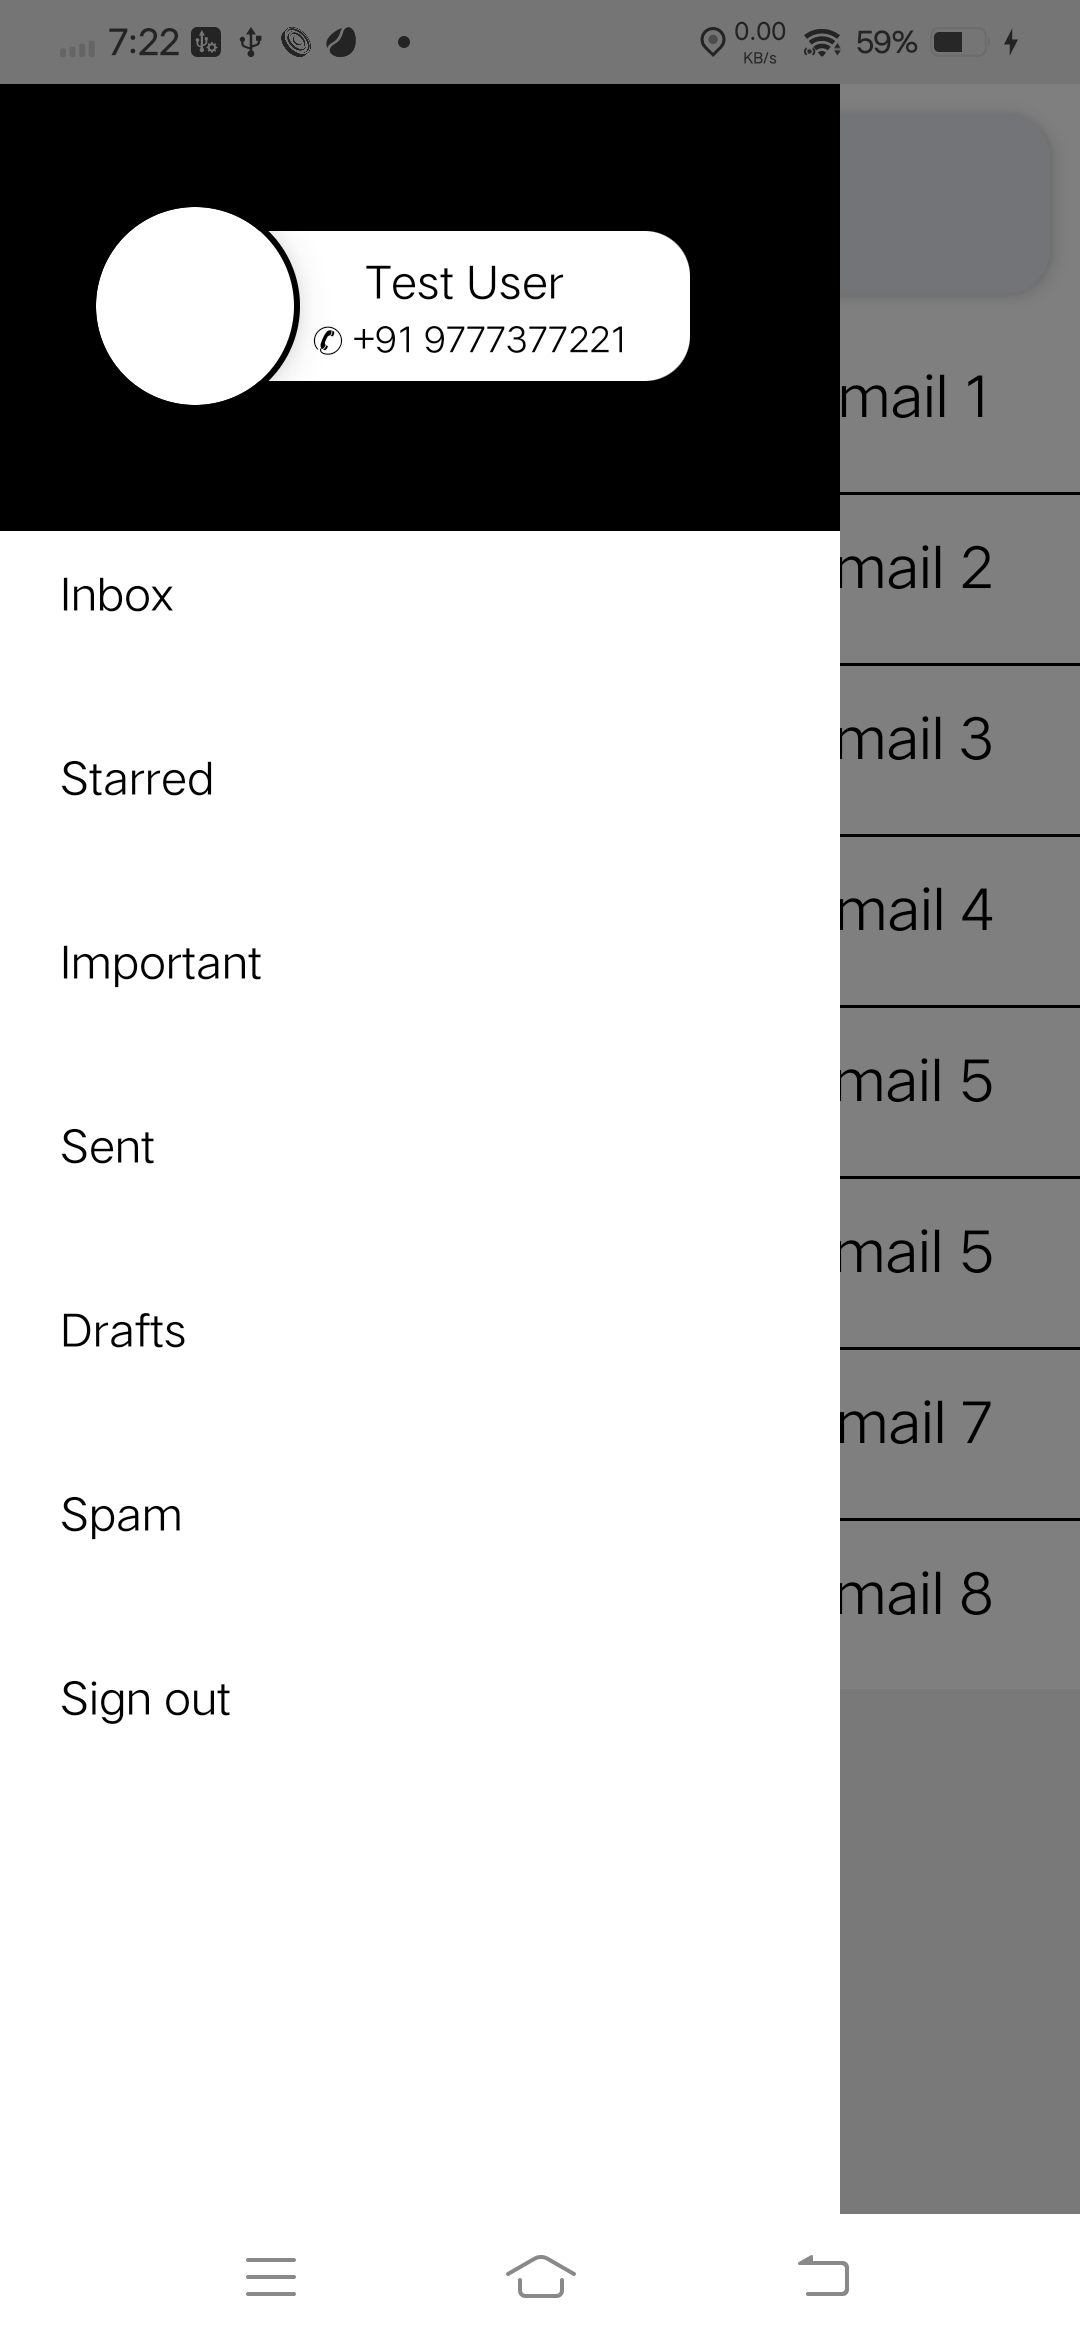 7:22
0.00
KB/s
59%
Test User
✆ +91 9777377221
Inbox
Starred
Important
Sent
Drafts
Spam
Sign out
mail 1
mail 2
mail 3
mail 4
mail 5
mail 5
mail 7
mail 8